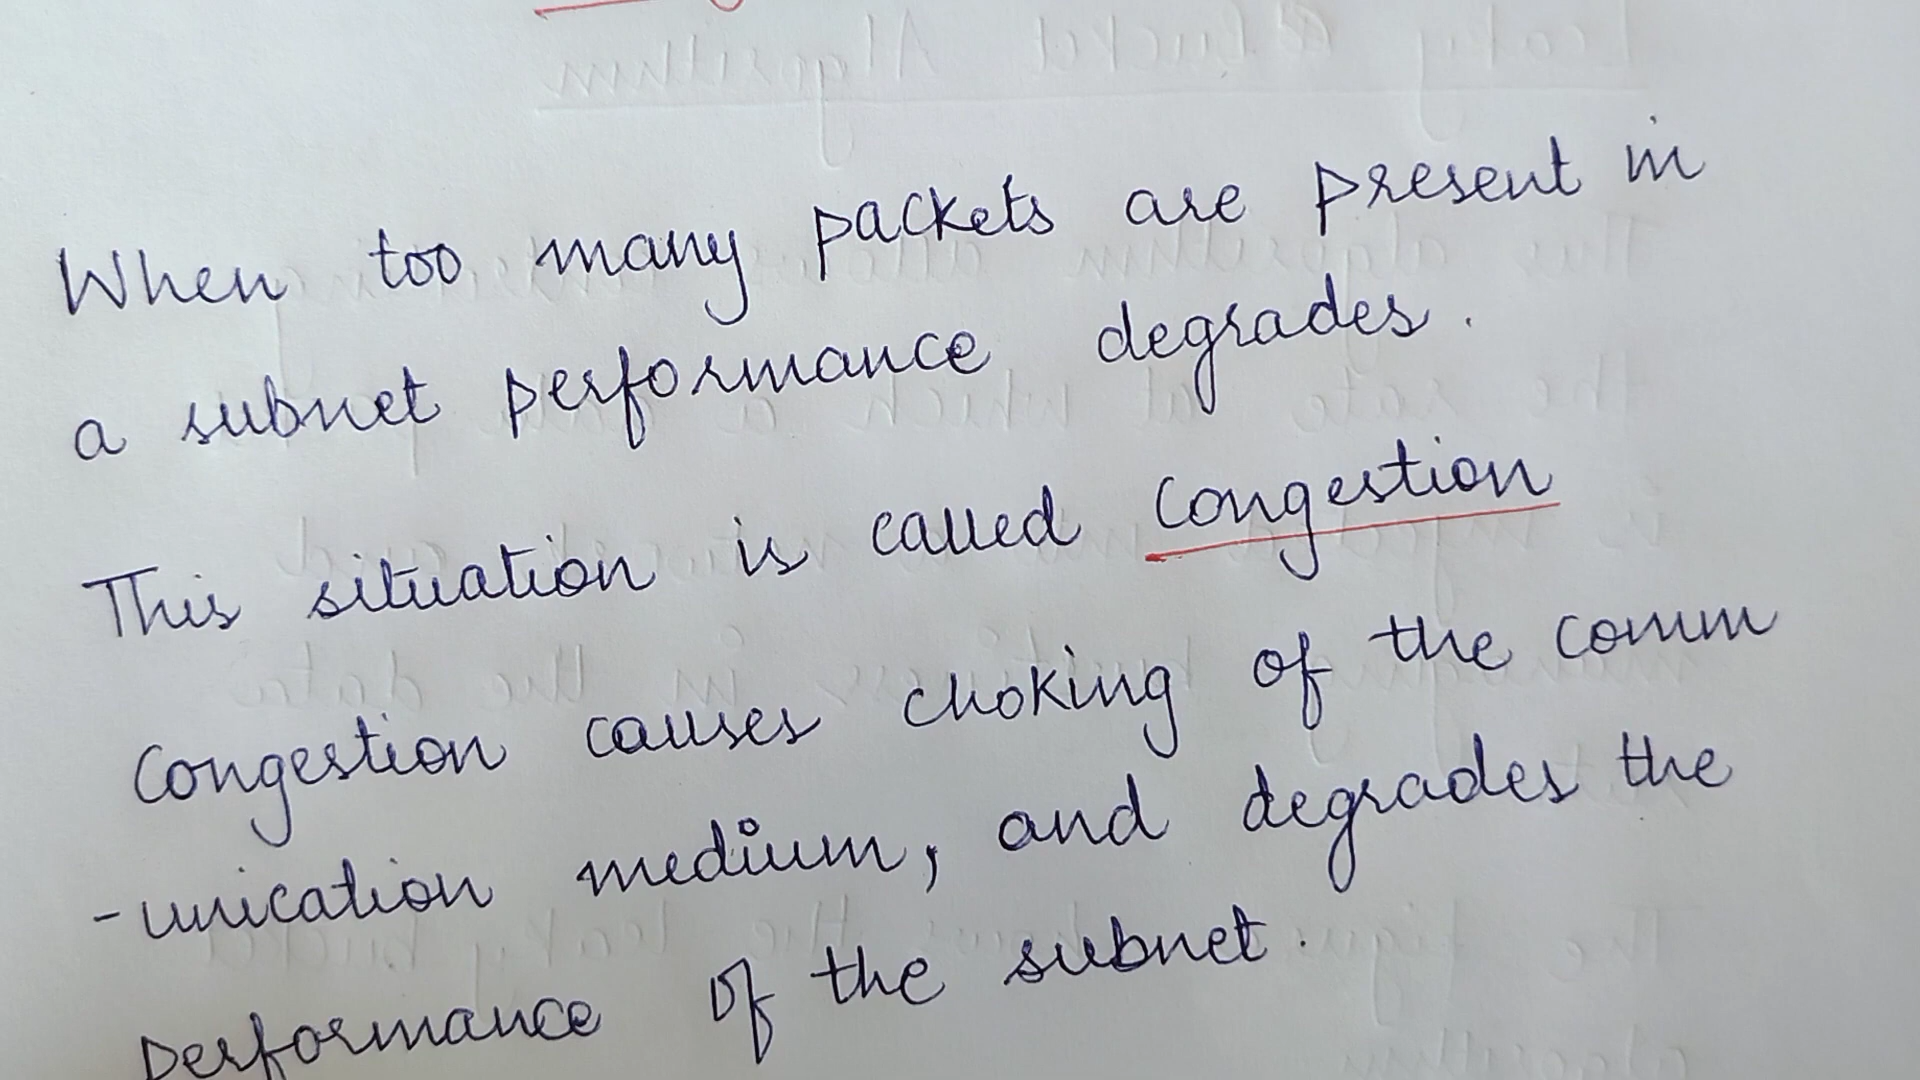 When too many packets are present in
a subnet performance degrades.
This situation is called Congestion
Congestion causes choking of the comm
-unication medium, and degrades the
performance of the subnet.